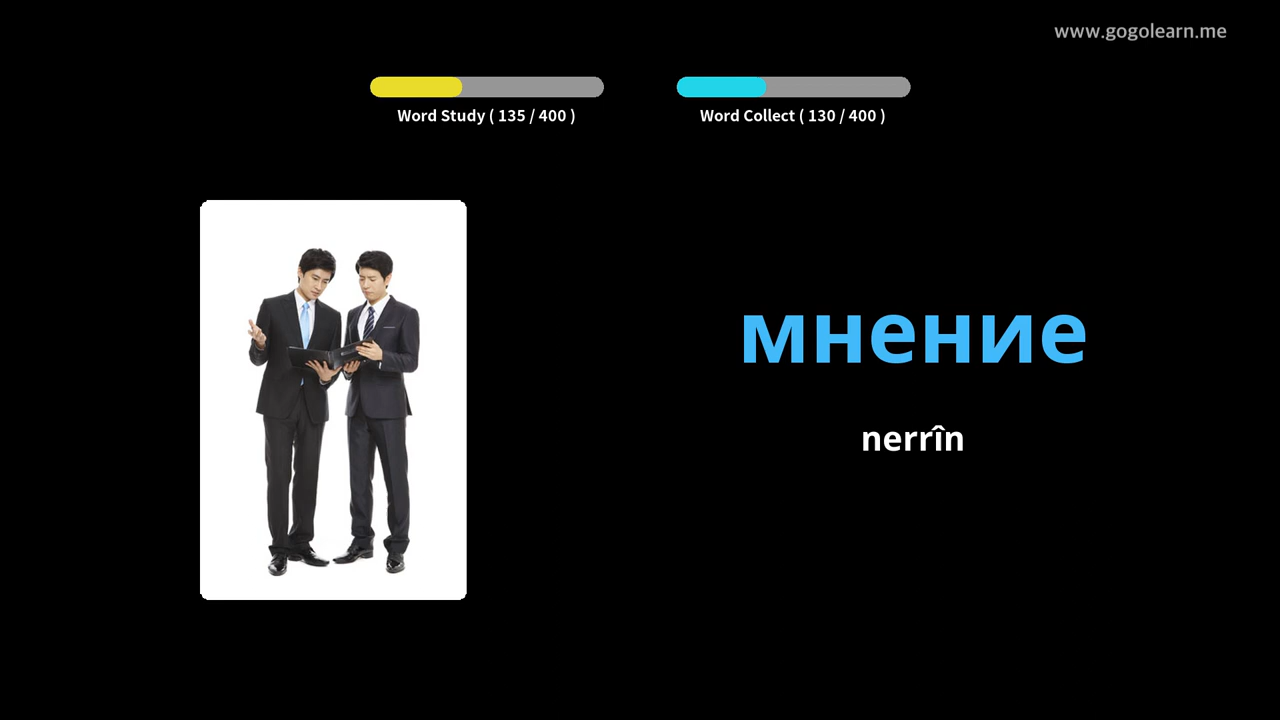 www.gogolearn.me
Word Study ( 135 / 400 )
Word Collect ( 130 / 400 )
мнение
nerrîn